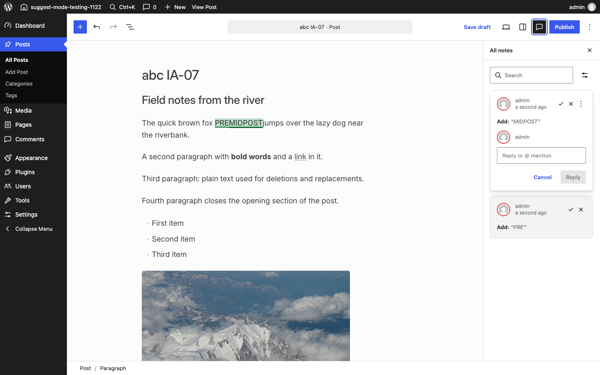 suggest-mode-testing-1122
Ctrl+K
0
New
View Post
admin
Dashboard
Posts
All Posts
Add Post
Categories
Tags
Media
Pages
Comments
Appearance
Plugins
Users
Tools
Settings
Collapse Menu
abc IA-07 · Post
Save draft
Publish
abc IA-07
Field notes from the river
The quick brown fox PREMIDPOSTjumps over the lazy dog near
the riverbank.
A second paragraph with bold words and a link in it.
Third paragraph: plain text used for deletions and replacements.
Fourth paragraph closes the opening section of the post.
First item
Second item
Third item
All notes
Search
admin
a second ago
Add: "MIDPOST"
admin
Reply or @ mention
Cancel
Reply
admin
a second ago
Add: "PRE"
Post / Paragraph